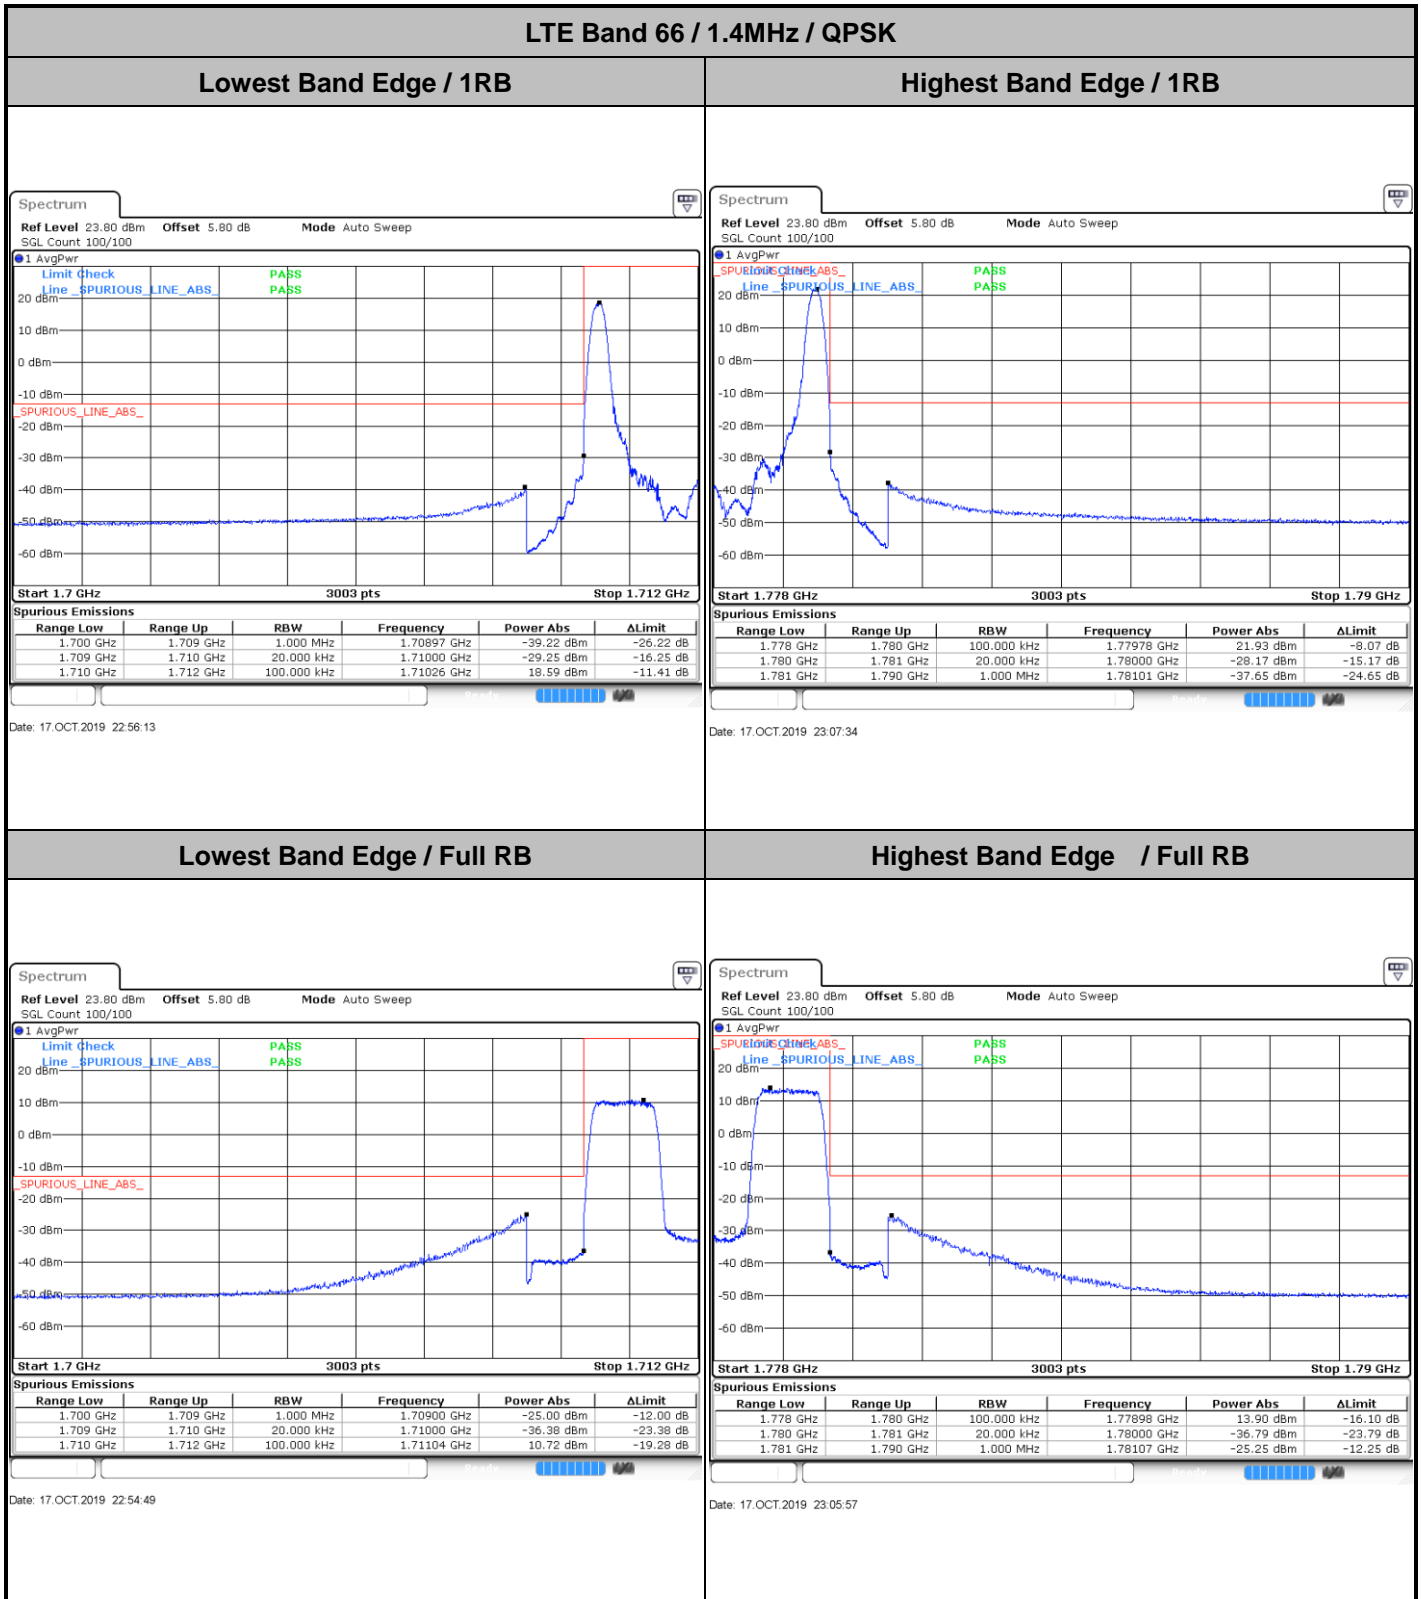 LTE Band 66 / 1.4MHz / QPSK
Lowest Band Edge / 1RB
Highest Band Edge / 1RB
Spectrum
Ref Level 23.80 dBm Offset 5.80 dB Mode Auto Sweep
SGL Count 100/100
1 AvgPwr
Limit Check PASS
Line _SPURIOUS_LINE_ABS_ PASS
20 dBm
10 dBm
0 dBm
-10 dBm
_SPURIOUS_LINE_ABS_
-20 dBm
-30 dBm
-40 dBm
-50 dBm
-60 dBm
Start 1.7 GHz 3003 pts Stop 1.712 GHz
Spurious Emissions
Range Low Range Up RBW Frequency Power Abs ΔLimit
1.700 GHz 1.709 GHz 1.000 MHz 1.70897 GHz -39.22 dBm -26.22 dB
1.709 GHz 1.710 GHz 20.000 kHz 1.71000 GHz -29.25 dBm -16.25 dB
1.710 GHz 1.712 GHz 100.000 kHz 1.71026 GHz 18.59 dBm -11.41 dB
Ready
Date: 17.OCT.2019 22:56:13
Spectrum
Ref Level 23.80 dBm Offset 5.80 dB Mode Auto Sweep
SGL Count 100/100
1 AvgPwr
_SPURIOUS_LINE_ABS_
Limit Check PASS
Line _SPURIOUS_LINE_ABS_ PASS
20 dBm
10 dBm
0 dBm
-10 dBm
-20 dBm
-30 dBm
-40 dBm
-50 dBm
-60 dBm
Start 1.778 GHz 3003 pts Stop 1.79 GHz
Spurious Emissions
Range Low Range Up RBW Frequency Power Abs ΔLimit
1.778 GHz 1.780 GHz 100.000 kHz 1.77978 GHz 21.93 dBm -8.07 dB
1.780 GHz 1.781 GHz 20.000 kHz 1.78000 GHz -28.17 dBm -15.17 dB
1.781 GHz 1.790 GHz 1.000 MHz 1.78101 GHz -37.65 dBm -24.65 dB
Ready
Date: 17.OCT.2019 23:07:34
Lowest Band Edge / Full RB
Highest Band Edge / Full RB
Spectrum
Ref Level 23.80 dBm Offset 5.80 dB Mode Auto Sweep
SGL Count 100/100
1 AvgPwr
Limit Check PASS
Line _SPURIOUS_LINE_ABS_ PASS
20 dBm
10 dBm
0 dBm
-10 dBm
_SPURIOUS_LINE_ABS_
-20 dBm
-30 dBm
-40 dBm
-50 dBm
-60 dBm
Start 1.7 GHz 3003 pts Stop 1.712 GHz
Spurious Emissions
Range Low Range Up RBW Frequency Power Abs ΔLimit
1.700 GHz 1.709 GHz 1.000 MHz 1.70900 GHz -25.00 dBm -12.00 dB
1.709 GHz 1.710 GHz 20.000 kHz 1.71000 GHz -36.38 dBm -23.38 dB
1.710 GHz 1.712 GHz 100.000 kHz 1.71104 GHz 10.72 dBm -19.28 dB
Ready
Date: 17.OCT.2019 22:54:49
Spectrum
Ref Level 23.80 dBm Offset 5.80 dB Mode Auto Sweep
SGL Count 100/100
1 AvgPwr
_SPURIOUS_LINE_ABS_
Limit Check PASS
Line _SPURIOUS_LINE_ABS_ PASS
20 dBm
10 dBm
0 dBm
-10 dBm
-20 dBm
-30 dBm
-40 dBm
-50 dBm
-60 dBm
Start 1.778 GHz 3003 pts Stop 1.79 GHz
Spurious Emissions
Range Low Range Up RBW Frequency Power Abs ΔLimit
1.778 GHz 1.780 GHz 100.000 kHz 1.77898 GHz 13.90 dBm -16.10 dB
1.780 GHz 1.781 GHz 20.000 kHz 1.78000 GHz -36.79 dBm -23.79 dB
1.781 GHz 1.790 GHz 1.000 MHz 1.78107 GHz -25.25 dBm -12.25 dB
Ready
Date: 17.OCT.2019 23:05:57